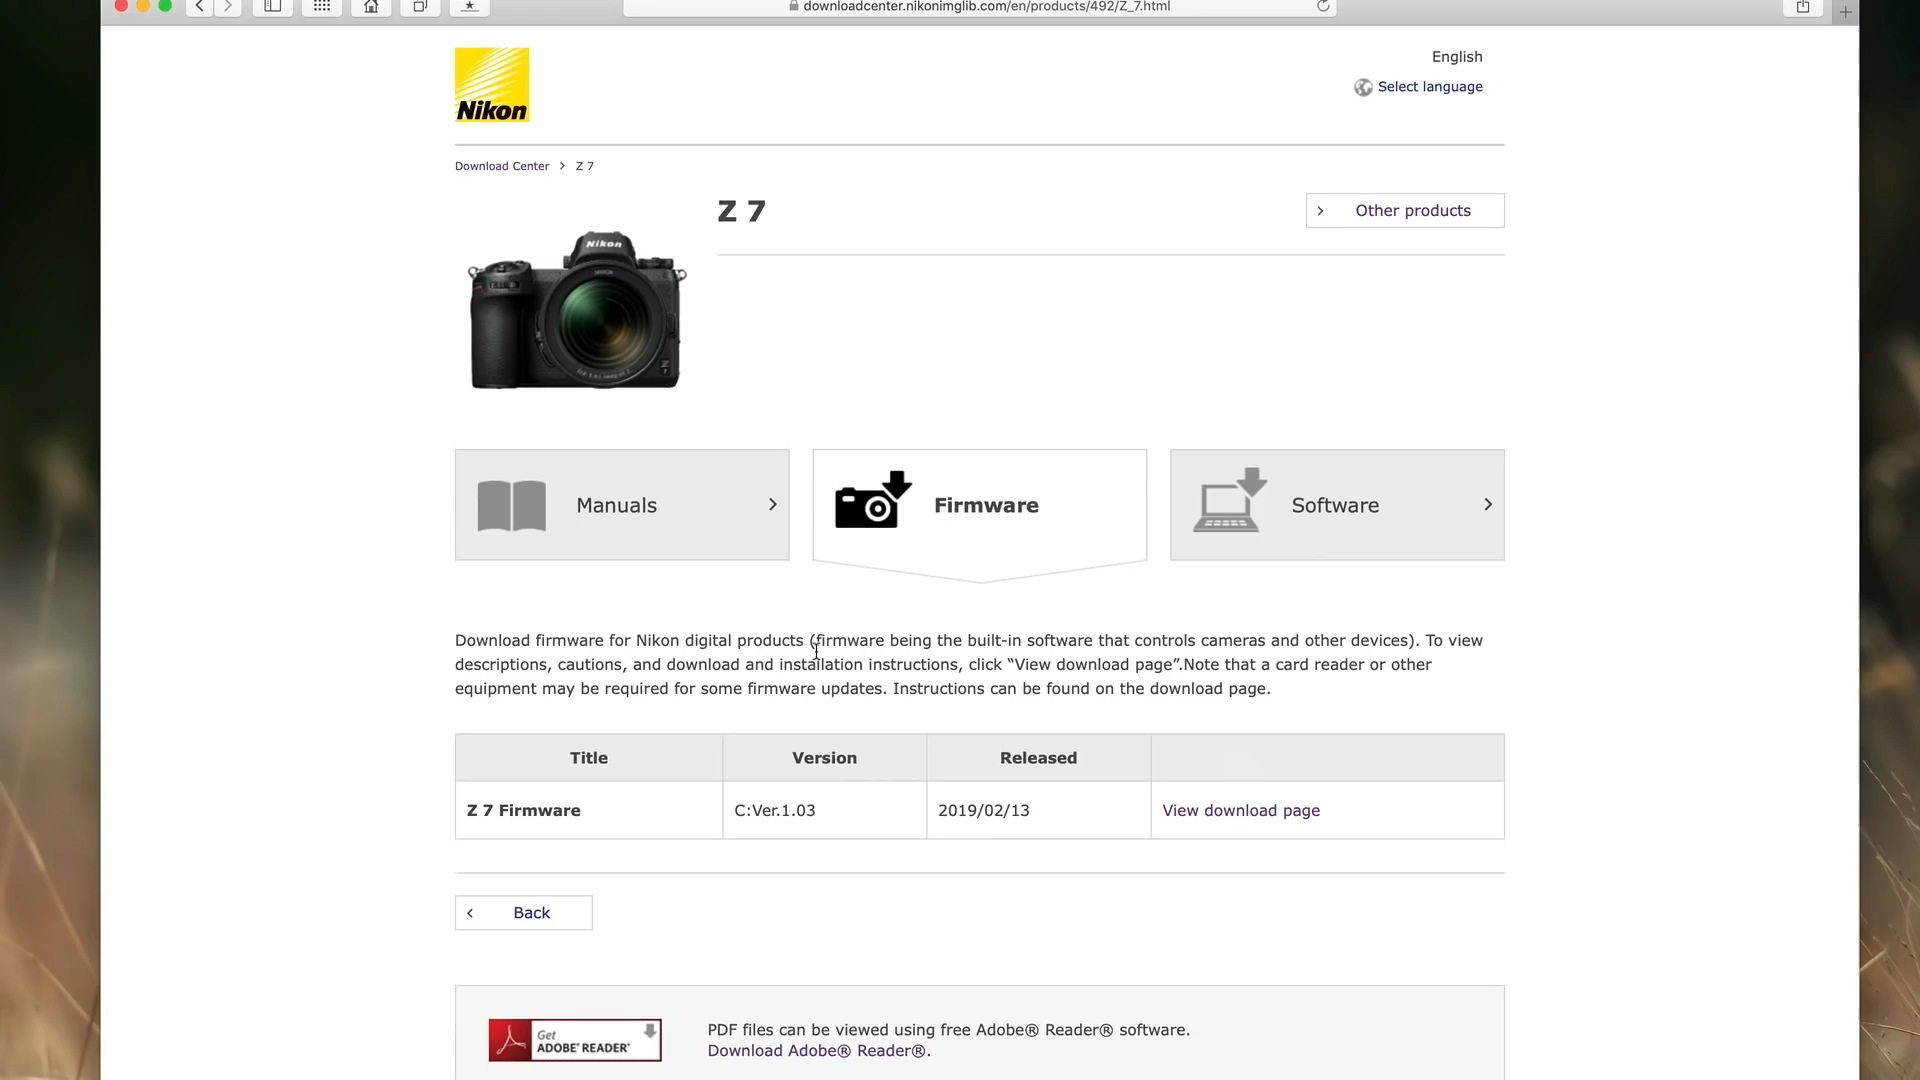 downloadcenter.nikonimglib.com/en/products/492/Z_7.html
Nikon
English
Select language
Download Center > Z 7
Z 7
Other products
Nikon
Manuals
Firmware
Software
Download firmware for Nikon digital products (firmware being the built-in software that controls cameras and other devices). To view
descriptions, cautions, and download and installation instructions, click “View download page”.Note that a card reader or other
equipment may be required for some firmware updates. Instructions can be found on the download page.
Title Version Released
Z 7 Firmware C:Ver.1.03 2019/02/13 View download page
Back
Get
ADOBE® READER®
PDF files can be viewed using free Adobe® Reader® software.
Download Adobe® Reader®.